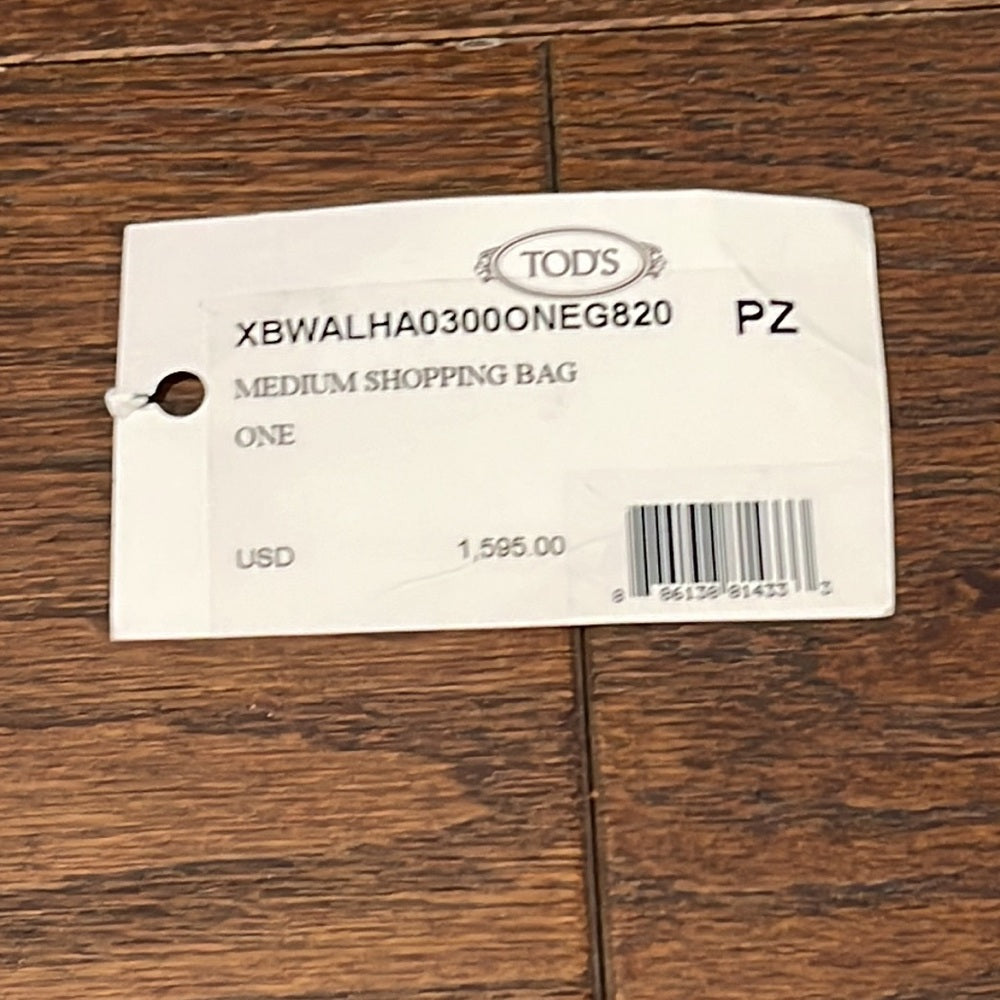 TOD'S
XBWALHA0300ONEG820 PZ
MEDIUM SHOPPING BAG
ONE
USD 1,595.00
8 86138 81433 3